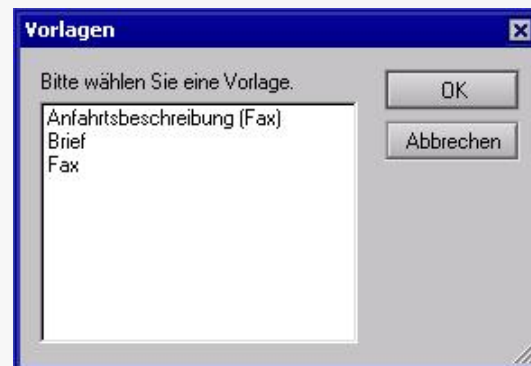 Vorlagen
Bitte wählen Sie eine Vorlage.
OK
Anfahrtsbeschreibung (Fax)
Brief
Fax
Abbrechen